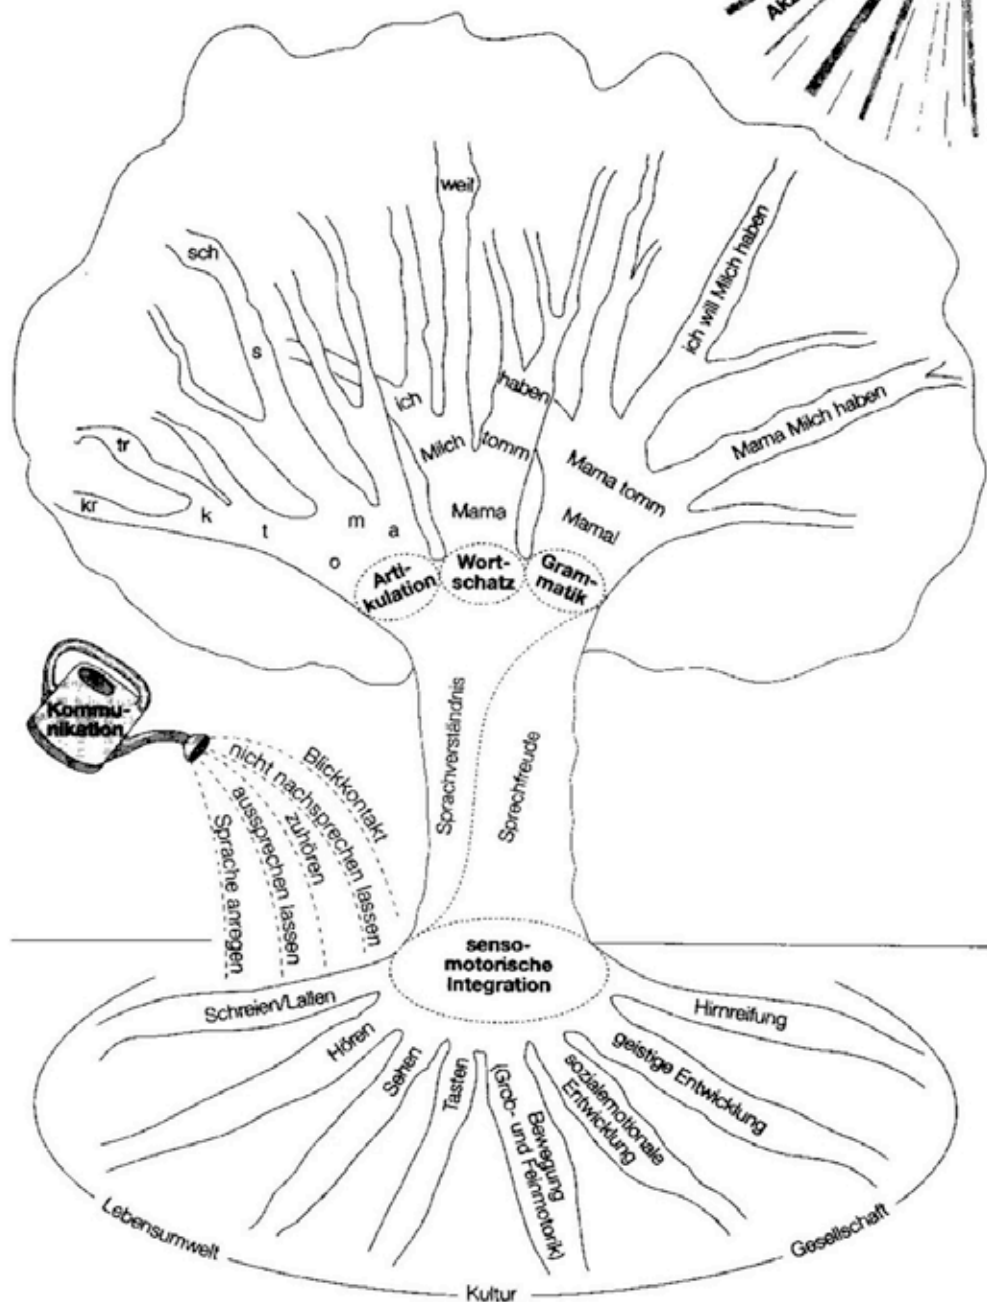 weil
sch
s
ich will Milch haben
ich
haben
Mama Milch haben
tr
Milch
tomm
Mama tomm
kr
k
t
m
a
Mama
Mama!
o
Arti-
kulation
Wort-
schatz
Gram-
matik
Kommu-
nikation
Blickkontakt
nicht nachsprechen lassen
zuhören
aussprechen lassen
Sprache anregen
Sprachverständnis
Sprechfreude
senso-
motorische
Integration
Schreien/Lallen
Hören
Sehen
Tasten
Bewegung
(Grob- und Feinmotorik)
sozialemotionale
Entwicklung
geistige Entwicklung
Hirnreifung
Lebensumwelt
Kultur
Gesellschaft